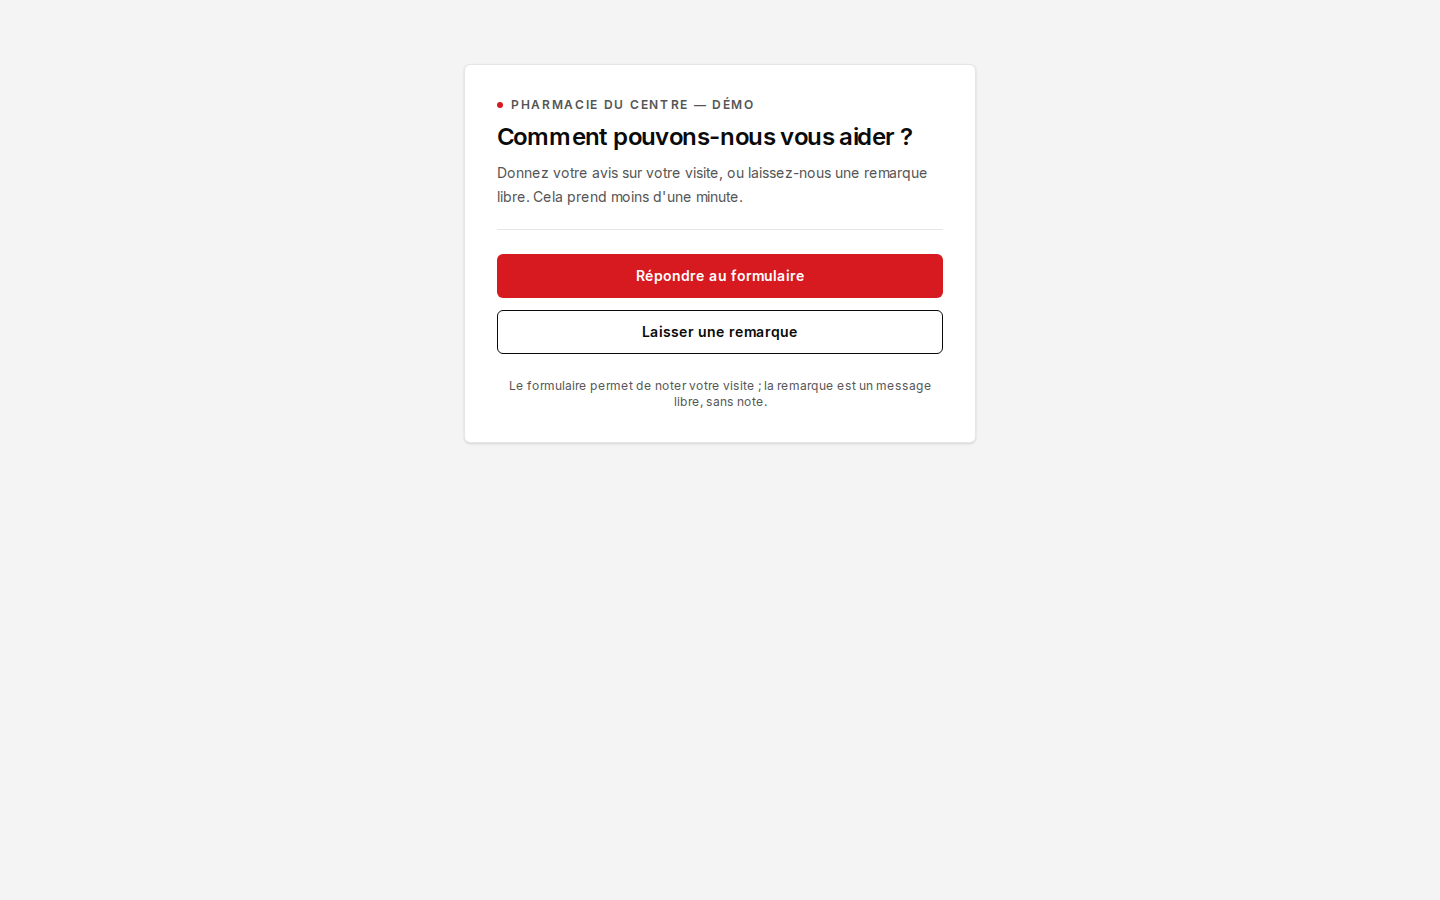 PHARMACIE DU CENTRE — DÉMO
Comment pouvons-nous vous aider ?
Donnez votre avis sur votre visite, ou laissez-nous une remarque
libre. Cela prend moins d'une minute.
Répondre au formulaire
Laisser une remarque
Le formulaire permet de noter votre visite ; la remarque est un message
libre, sans note.